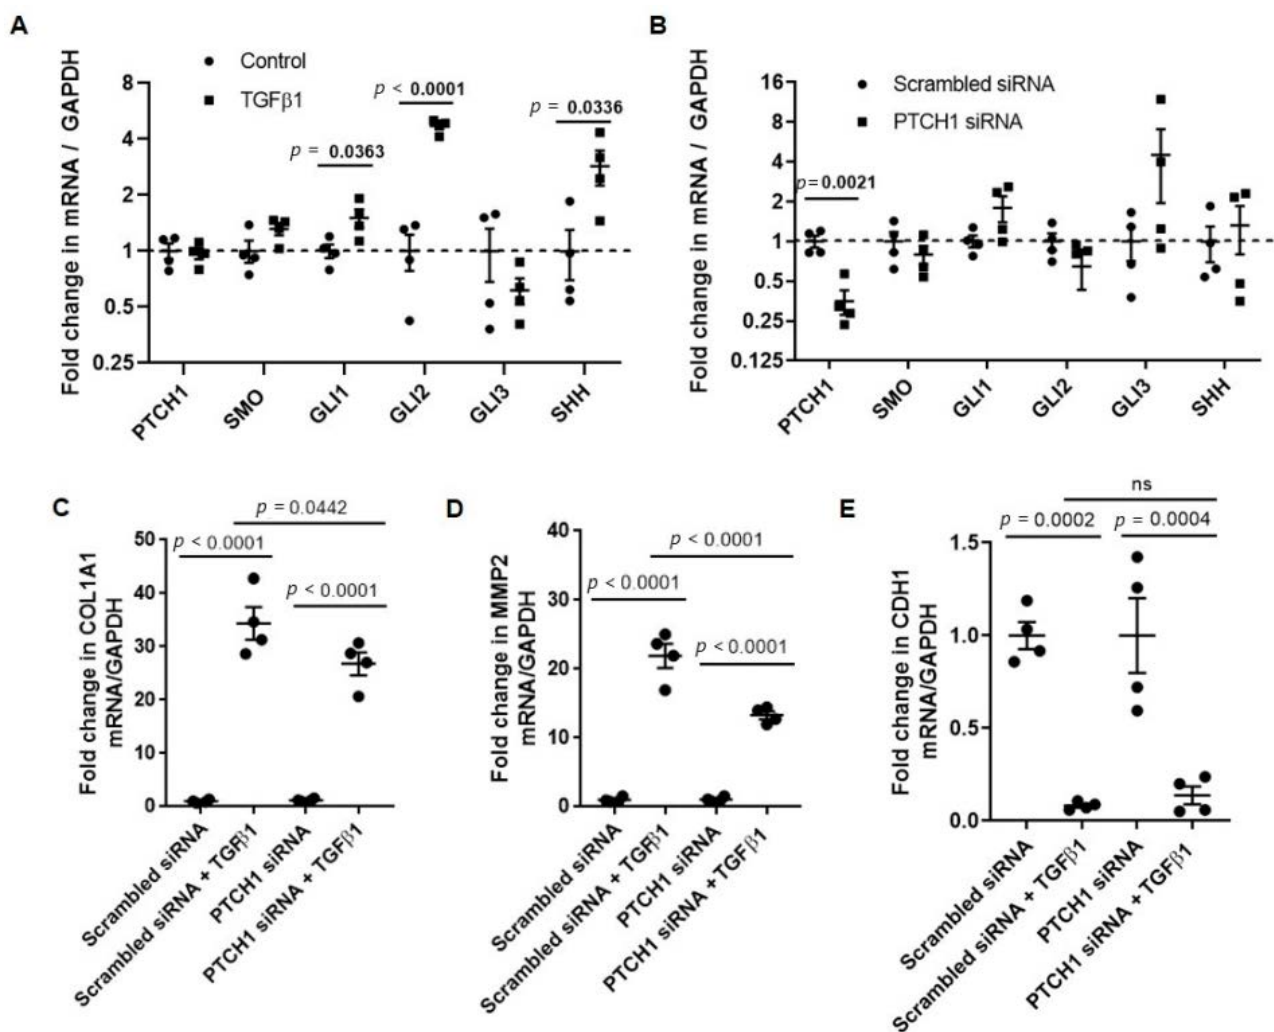 A
Fold change in mRNA / GAPDH
Control
TGFβ1
8
4
2
1
0.5
0.25
p = 0.0363
p < 0.0001
p = 0.0336
PTCH1
SMO
GLI1
GLI2
GLI3
SHH
B
Fold change in mRNA / GAPDH
Scrambled siRNA
PTCH1 siRNA
16
8
4
2
1
0.5
0.25
0.125
p=0.0021
PTCH1
SMO
GLI1
GLI2
GLI3
SHH
C
Fold change in COL1A1
mRNA/GAPDH
p = 0.0442
p < 0.0001
p < 0.0001
50
40
30
20
10
0
Scrambled siRNA
Scrambled siRNA + TGFβ1
PTCH1 siRNA
PTCH1 siRNA + TGFβ1
D
Fold change in MMP2
mRNA/GAPDH
p < 0.0001
p < 0.0001
p < 0.0001
40
30
20
10
0
Scrambled siRNA
Scrambled siRNA + TGFβ1
PTCH1 siRNA
PTCH1 siRNA + TGFβ1
E
Fold change in CDH1
mRNA/GAPDH
ns
p = 0.0002
p = 0.0004
1.5
1.0
0.5
0.0
Scrambled siRNA
Scrambled siRNA + TGFβ1
PTCH1 siRNA
PTCH1 siRNA + TGFβ1